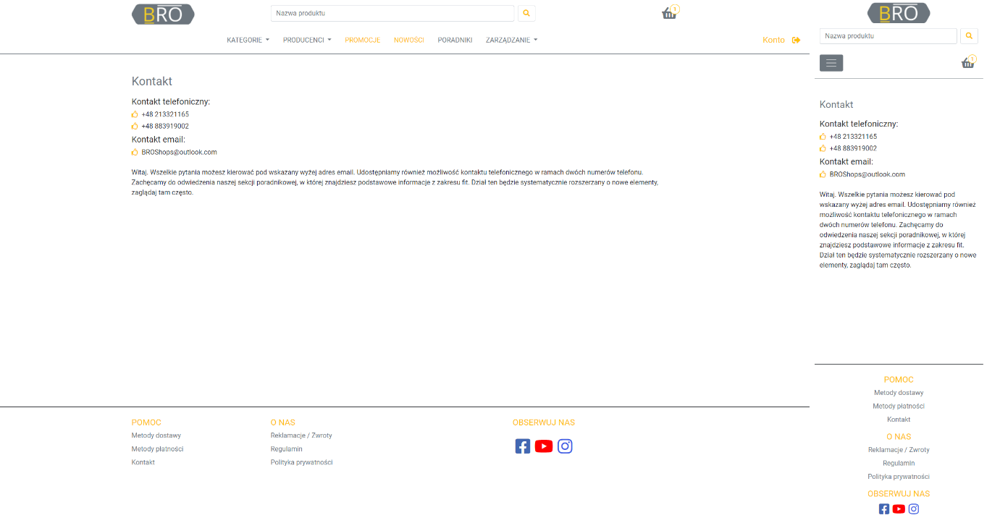 BRO
Nazwa produktu
1
KATEGORIE PRODUCENCI PROMOCJE NOWOŚCI PORADNIKI ZARZĄDZANIE Konto
Kontakt
Kontakt telefoniczny:
+48 213321165
+48 883919002
Kontakt email:
BROShops@outlook.com
Witaj. Wszelkie pytania możesz kierować pod wskazany wyżej adres email. Udostępniamy również możliwość kontaktu telefonicznego w ramach dwóch numerów telefonu.
Zachęcamy do odwiedzenia naszej sekcji poradnikowej, w której znajdziesz podstawowe informacje z zakresu fit. Dział ten będzie systematycznie rozszerzany o nowe elementy,
zaglądaj tam często.
POMOC
Metody dostawy
Metody płatności
Kontakt
O NAS
Reklamacje / Zwroty
Regulamin
Polityka prywatności
OBSERWUJ NAS
BRO
Nazwa produktu
1
Kontakt
Kontakt telefoniczny:
+48 213321165
+48 883919002
Kontakt email:
BROShops@outlook.com
Witaj. Wszelkie pytania możesz kierować pod
wskazany wyżej adres email. Udostępniamy również
możliwość kontaktu telefonicznego w ramach
dwóch numerów telefonu. Zachęcamy do
odwiedzenia naszej sekcji poradnikowej, w której
znajdziesz podstawowe informacje z zakresu fit.
Dział ten będzie systematycznie rozszerzany o nowe
elementy, zaglądaj tam często.
POMOC
Metody dostawy
Metody płatności
Kontakt
O NAS
Reklamacje / Zwroty
Regulamin
Polityka prywatności
OBSERWUJ NAS